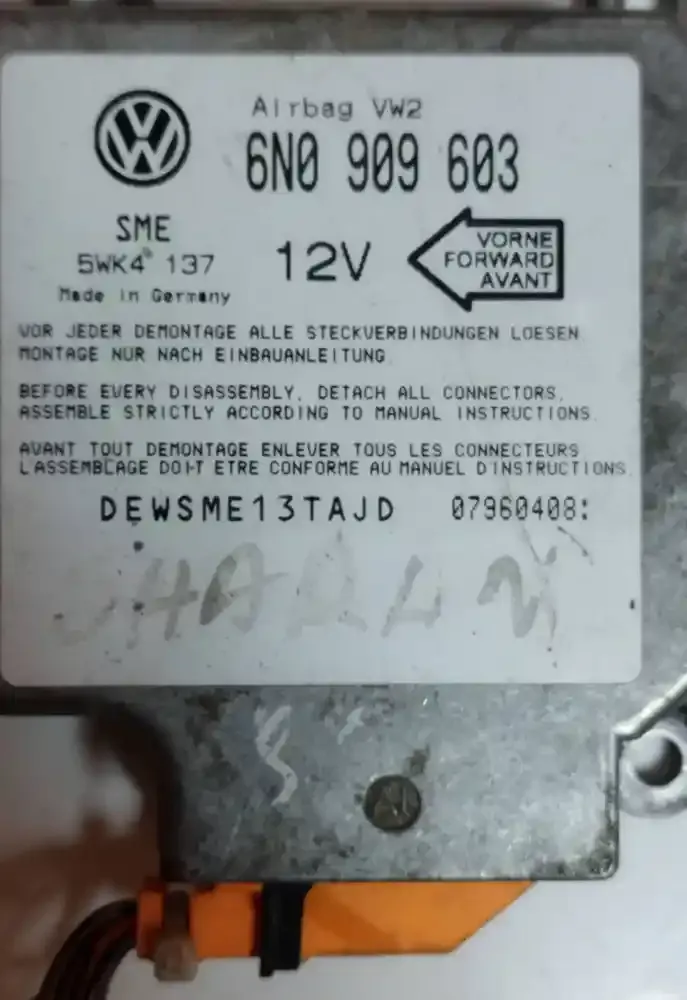 Airbag VW2
6N0 909 603
SME
5WK4 137
Made in Germany
12V
VORNE
FORWARD
AVANT
VOR JEDER DEMONTAGE ALLE STECKVERBINDUNGEN LOESEN
MONTAGE NUR NACH EINBAUANLEITUNG
BEFORE EVERY DISASSEMBLY, DETACH ALL CONNECTORS,
ASSEMBLE STRICTLY ACCORDING TO MANUAL INSTRUCTIONS.
AVANT TOUT DEMONTAGE ENLEVER TOUS LES CONNECTEURS
L'ASSEMBLAGE DOIT ETRE CONFORME AU MANUEL D'INSTRUCTIONS.
DEWSME13TAJD 07960408: